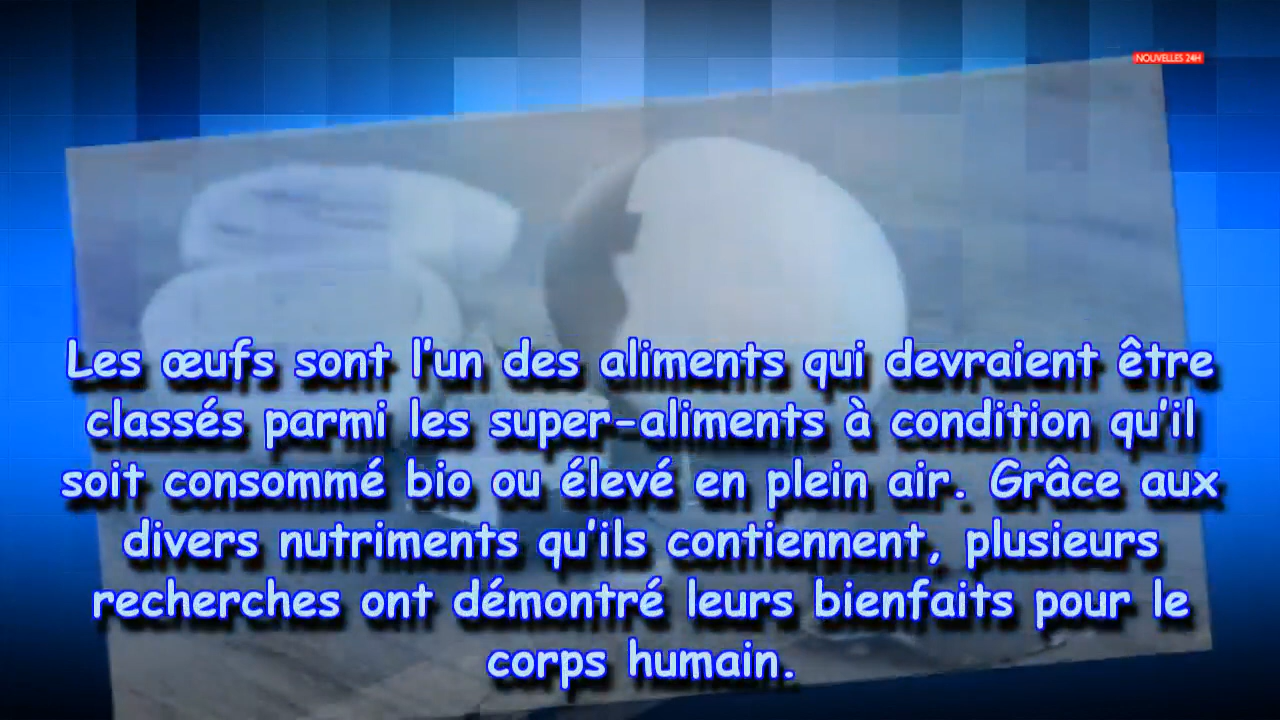 NOUVELLES 24H
Les œufs sont l'un des aliments qui devraient être
classés parmi les super-aliments à condition qu'il
soit consommé bio ou élevé en plein air. Grâce aux
divers nutriments qu'ils contiennent, plusieurs
recherches ont démontré leurs bienfaits pour le
corps humain.